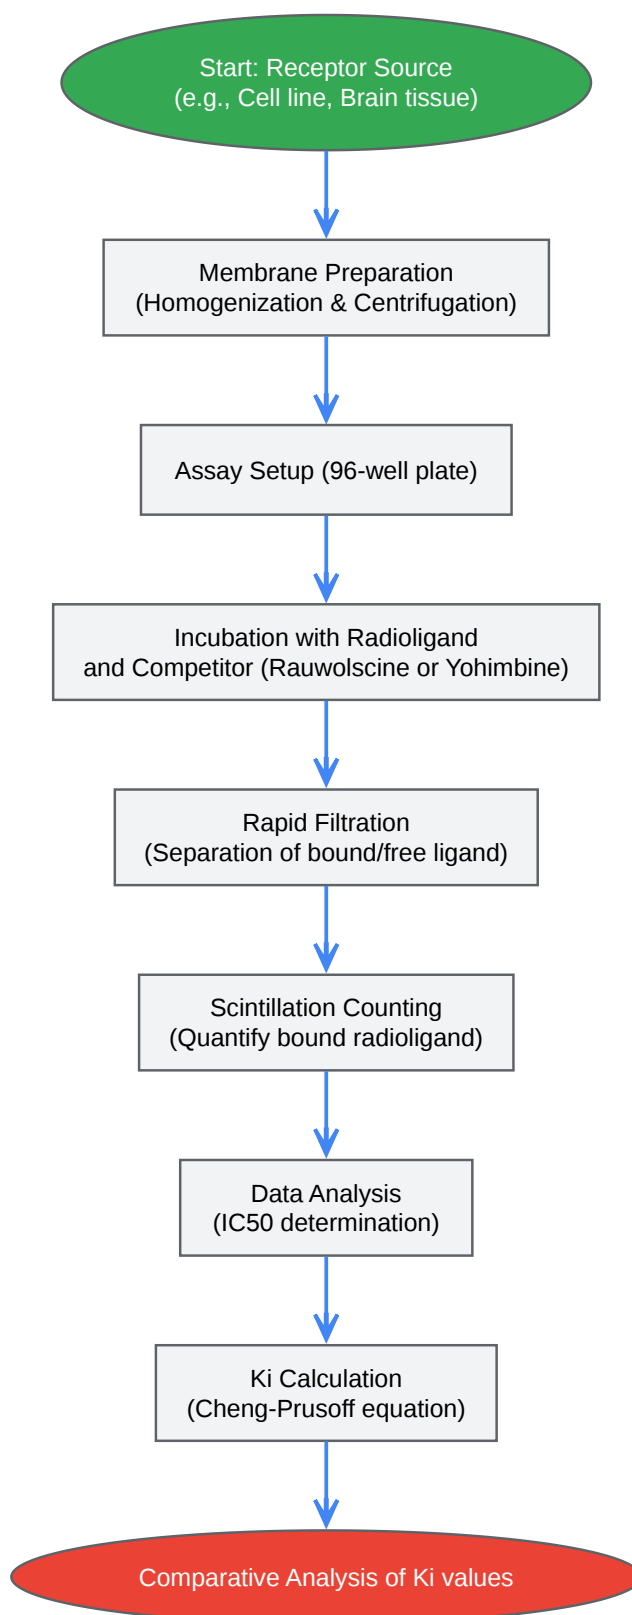 Start: Receptor Source
(e.g., Cell line, Brain tissue)
Membrane Preparation
(Homogenization & Centrifugation)
Assay Setup (96-well plate)
Incubation with Radioligand
and Competitor (Rauwolscine or Yohimbine)
Rapid Filtration
(Separation of bound/free ligand)
Scintillation Counting
(Quantify bound radioligand)
Data Analysis
(IC50 determination)
Ki Calculation
(Cheng-Prusoff equation)
Comparative Analysis of Ki values